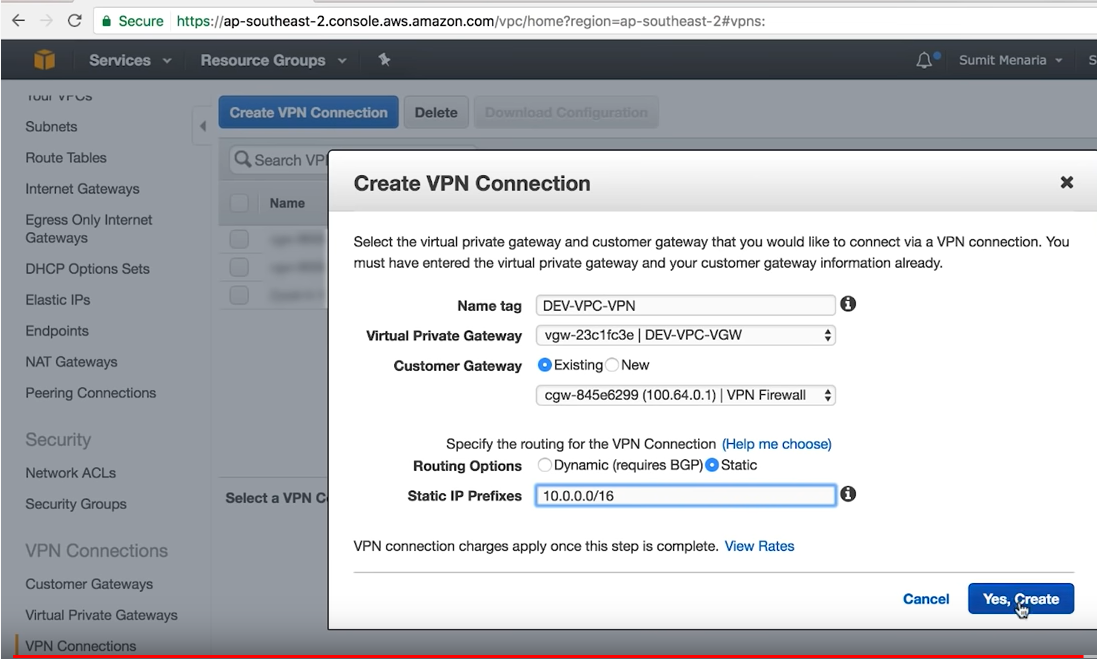 Secure https://ap-southeast-2.console.aws.amazon.com/vpc/home?region=ap-southeast-2#vpns:
Services Resource Groups Sumit Menaria S
Your VPCs
Subnets
Route Tables
Internet Gateways
Egress Only Internet
Gateways
DHCP Options Sets
Elastic IPs
Endpoints
NAT Gateways
Peering Connections
Security
Network ACLs
Security Groups
VPN Connections
Customer Gateways
Virtual Private Gateways
VPN Connections
Create VPN Connection Delete Download Configuration
Search VP
Name
Select a VPN Co
Create VPN Connection
Select the virtual private gateway and customer gateway that you would like to connect via a VPN connection. You
must have entered the virtual private gateway and your customer gateway information already.
Name tag DEV-VPC-VPN
Virtual Private Gateway vgw-23c1fc3e | DEV-VPC-VGW
Customer Gateway Existing New
cgw-845e6299 (100.64.0.1) | VPN Firewall
Specify the routing for the VPN Connection (Help me choose)
Routing Options Dynamic (requires BGP) Static
Static IP Prefixes 10.0.0.0/16
VPN connection charges apply once this step is complete. View Rates
Cancel Yes, Create